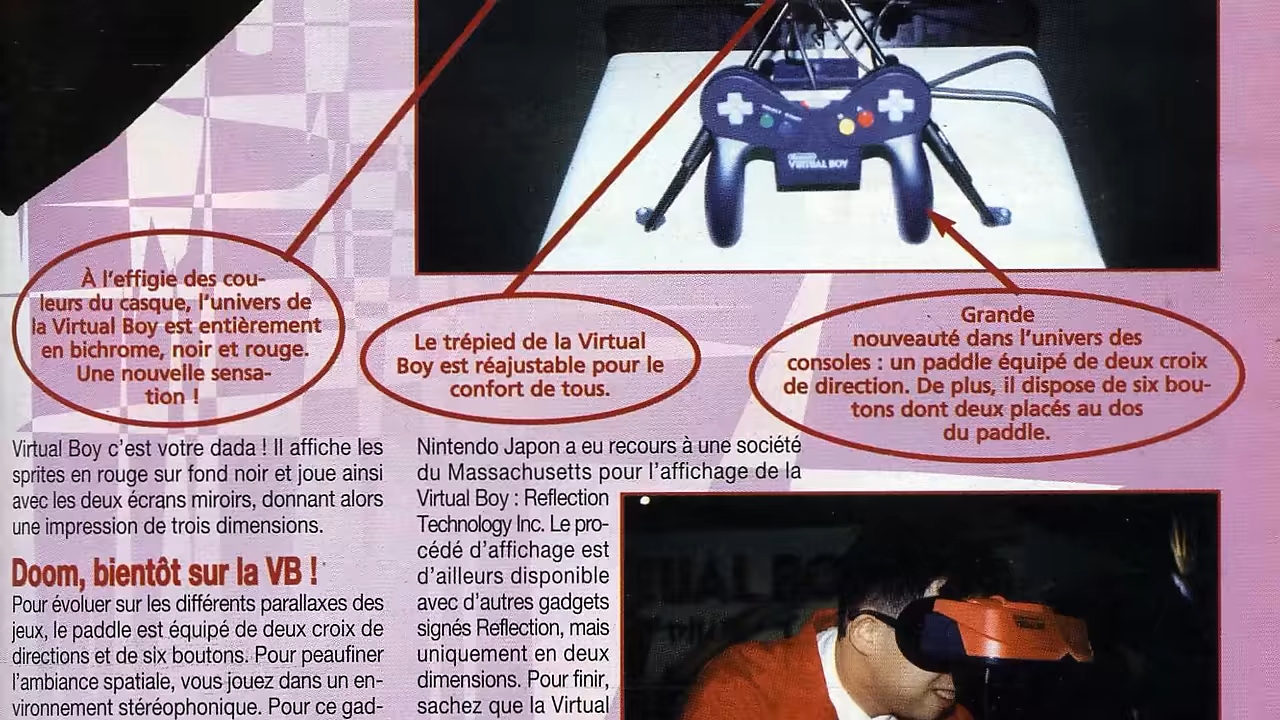 Nintendo
VIRTUAL BOY
À l'effigie des cou-
leurs du casque, l'univers de
la Virtual Boy est entièrement
en bichrome, noir et rouge.
Une nouvelle sensa-
tion !
Le trépied de la Virtual
Boy est réajustable pour le
confort de tous.
Grande
nouveauté dans l'univers des
consoles : un paddle équipé de deux croix
de direction. De plus, il dispose de six bou-
tons dont deux placés au dos
du paddle.
Virtual Boy c'est votre dada ! Il affiche les
sprites en rouge sur fond noir et joue ainsi
avec les deux écrans miroirs, donnant alors
une impression de trois dimensions.
Doom, bientôt sur la VB !
Pour évoluer sur les différents parallaxes des
jeux, le paddle est équipé de deux croix de
directions et de six boutons. Pour peaufiner
l'ambiance spatiale, vous jouez dans un en-
vironnement stéréophonique. Pour ce gad-
Nintendo Japon a eu recours à une société
du Massachusetts pour l'affichage de la
Virtual Boy : Reflection
Technology Inc. Le pro-
cédé d'affichage est
d'ailleurs disponible
avec d'autres gadgets
signés Reflection, mais
uniquement en deux
dimensions. Pour finir,
sachez que la Virtual